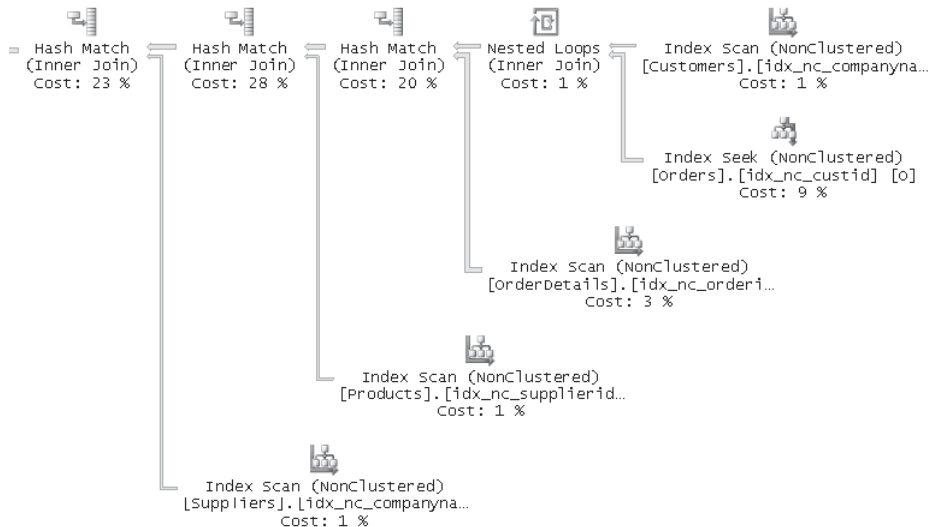 Hash Match
(Inner Join)
Cost: 23 %
Hash Match
(Inner Join)
Cost: 28 %
Hash Match
(Inner Join)
Cost: 20 %
Nested Loops
(Inner Join)
Cost: 1 %
Index Scan (NonClustered)
[Customers].[idx_nc_companyna...
Cost: 1 %
Index Seek (NonClustered)
[Orders].[idx_nc_custid] [O]
Cost: 9 %
Index Scan (NonClustered)
[OrderDetails].[idx_nc_orderi...
Cost: 3 %
Index Scan (NonClustered)
[Products].[idx_nc_supplierid...
Cost: 1 %
Index Scan (NonClustered)
[Suppliers].[idx_nc_companyna...
Cost: 1 %